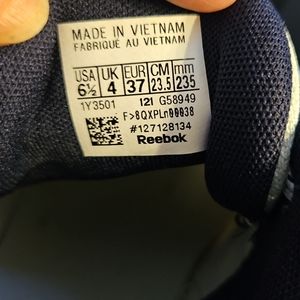 MADE IN VIETNAM
FABRIQUÉ AU VIETNAM
USA UK EUR CM mm
6½ 4 37 23.5 235
1Y3501 12I G58949
F>8QXPLn00038
#127128134
Reebok